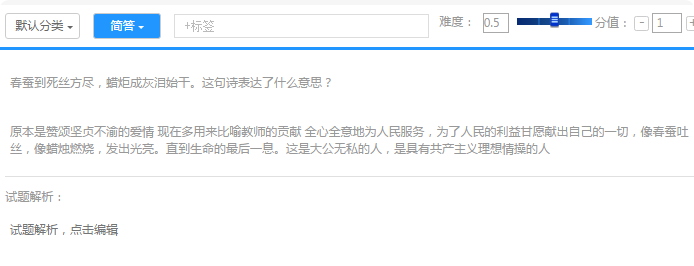 默认分类 简答 +标签 难度： 0.5 分值： - 1 +
春蚕到死丝方尽，蜡炬成灰泪始干。这句诗表达了什么意思？
原本是赞颂坚贞不渝的爱情 现在多用来比喻教师的贡献 全心全意地为人民服务，为了人民的利益甘愿献出自己的一切，像春蚕吐
丝，像蜡烛燃烧，发出光亮。直到生命的最后一息。这是大公无私的人，是具有共产主义理想情操的人
试题解析：
试题解析，点击编辑